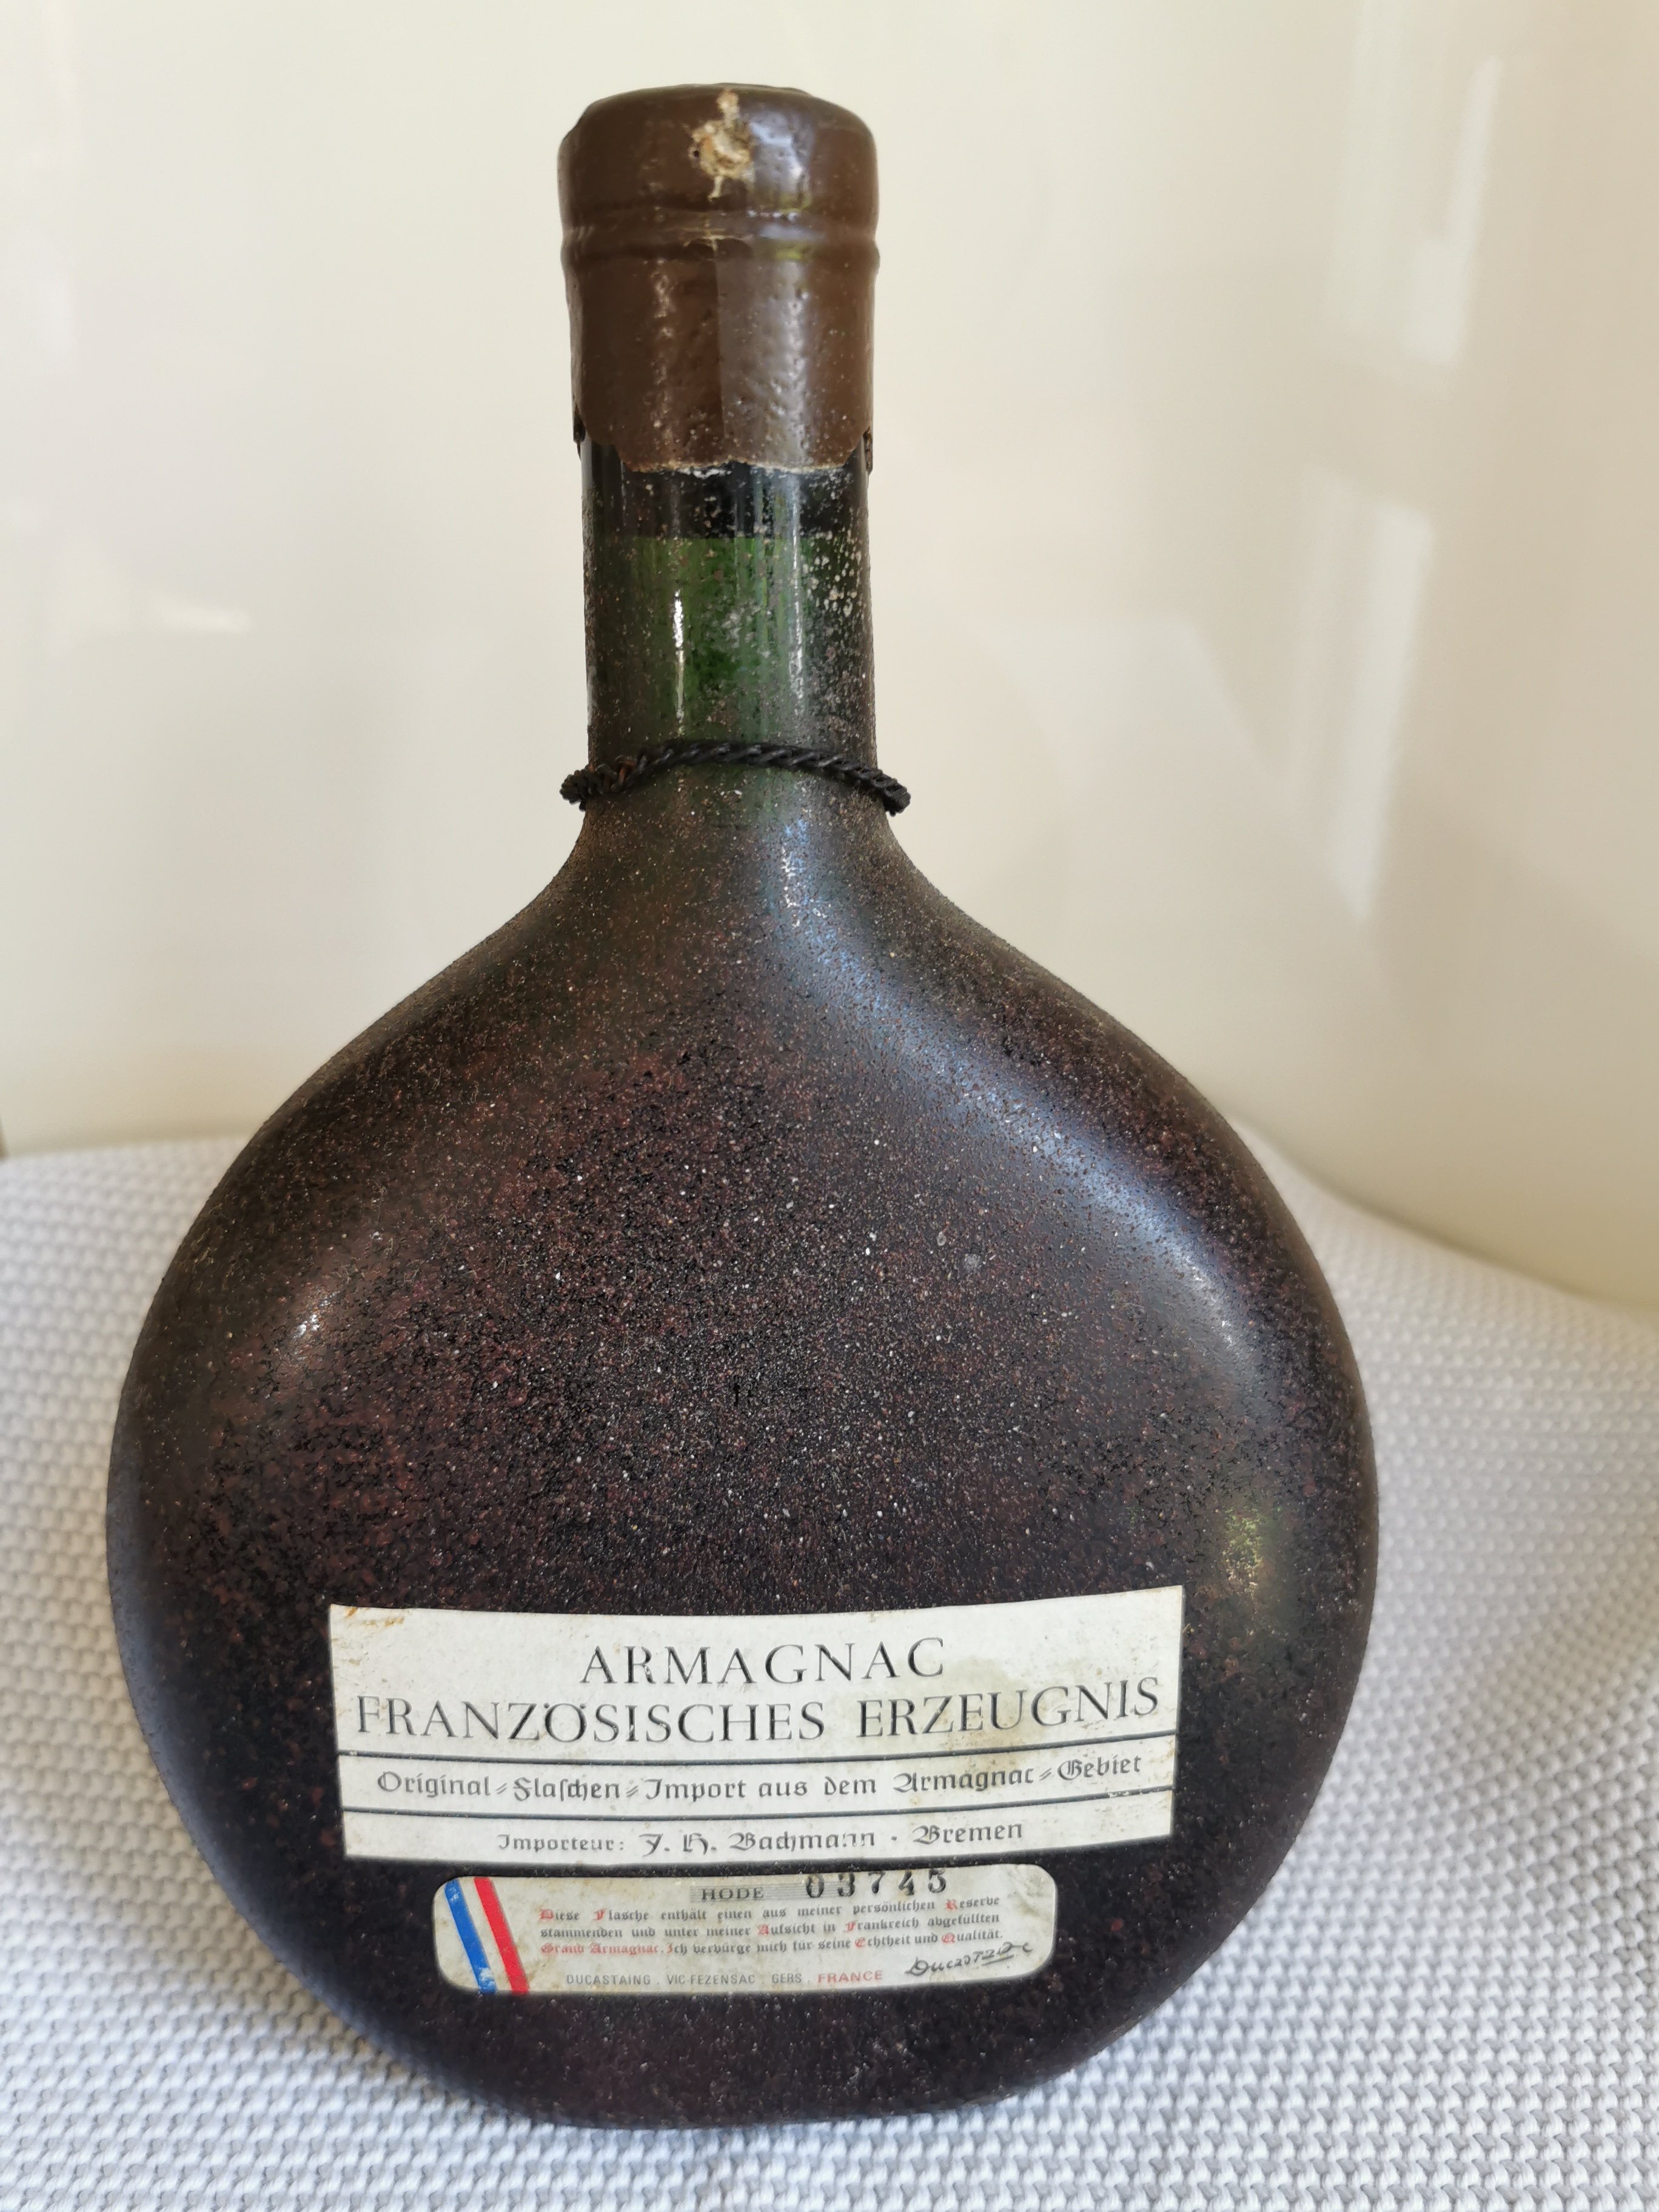 ARMAGNAC
FRANZÖSISCHES ERZEUGNIS
Original=Flaſchen=Import aus dem Armagnac=Gebiet
Importeur: J. H. Bachmann · Bremen
HODE 03745
Diese Flasche enthält einen aus meiner persönlichen Reserve
stammenden und unter meiner Aufsicht in Frankreich abgefüllten
Grand Armagnac. Ich verbürge mich für seine Echtheit und Qualität.
DUCASTAING . VIC-FEZENSAC . GERS . FRANCE